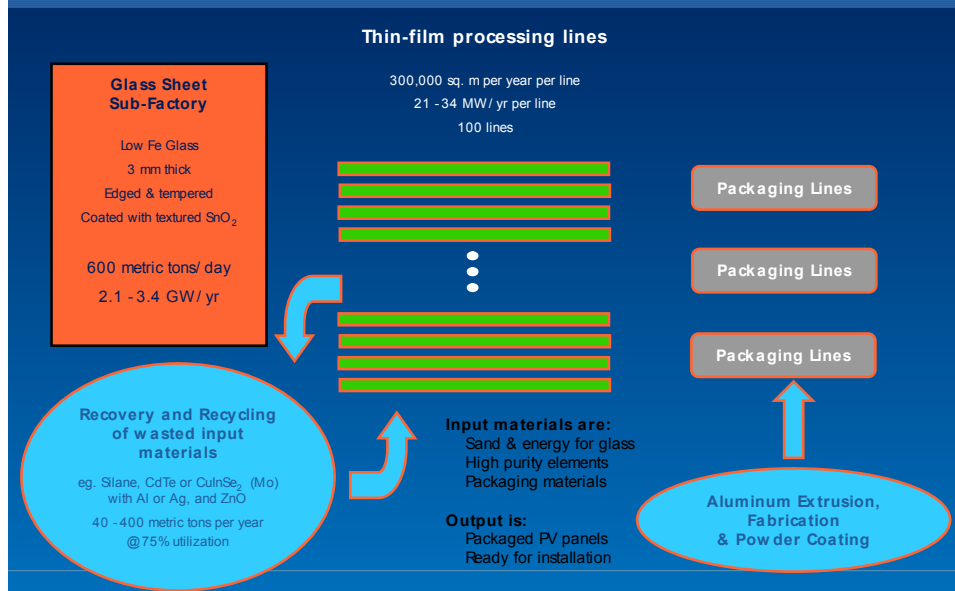 Thin-film processing lines
300,000 sq. m per year per line
21 - 34 MW/ yr per line
100 lines
Glass Sheet
Sub-Factory
Low Fe Glass
3 mm thick
Edged & tempered
Coated with textured SnO2
600 metric tons/ day
2.1 - 3.4 GW/ yr
Packaging Lines
Packaging Lines
Packaging Lines
Recovery and Recycling
of wasted input
materials
eg. Silane, CdTe or CuInSe2 (Mo)
with Al or Ag, and ZnO
40 - 400 metric tons per year
@75% utilization
Input materials are:
Sand & energy for glass
High purity elements
Packaging materials
Output is:
Packaged PV panels
Ready for installation
Aluminum Extrusion,
Fabrication
& Powder Coating